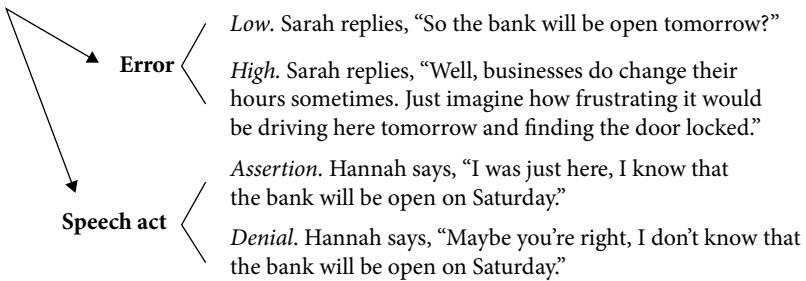 Low. Sarah replies, “So the bank will be open tomorrow?”
Error
High. Sarah replies, “Well, businesses do change their
hours sometimes. Just imagine how frustrating it would
be driving here tomorrow and finding the door locked.”
Assertion. Hannah says, “I was just here, I know that
the bank will be open on Saturday.”
Speech act
Denial. Hannah says, “Maybe you're right, I don't know that
the bank will be open on Saturday.”